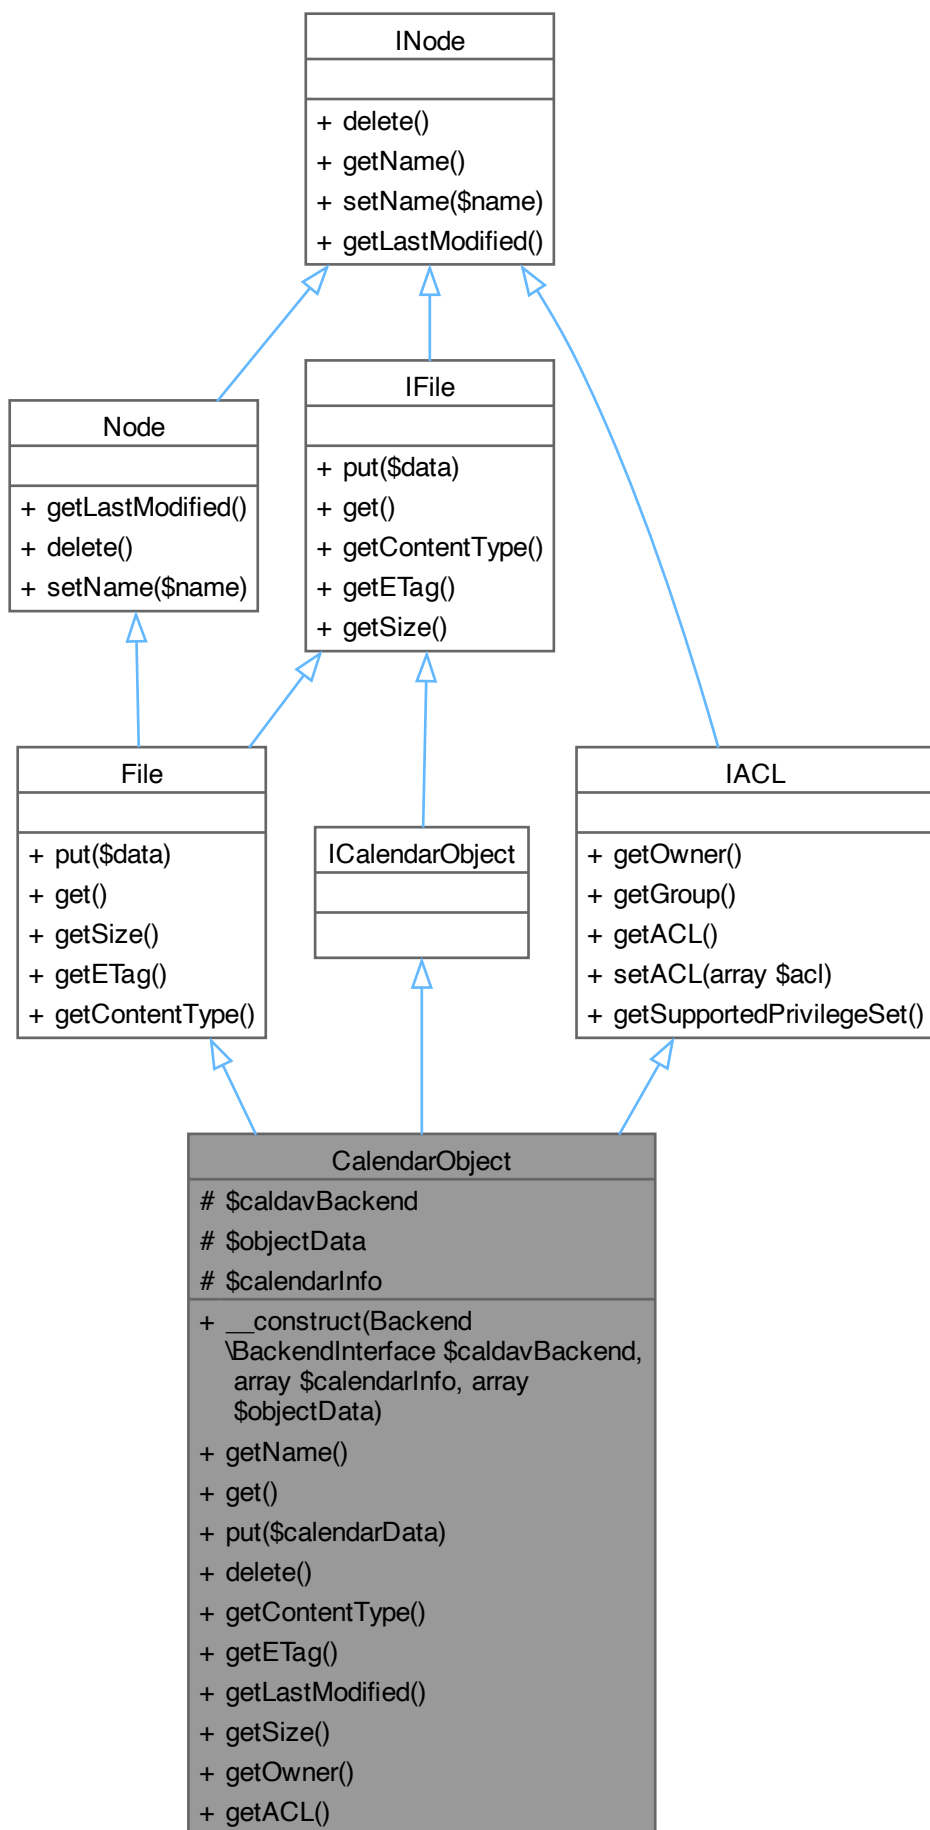 INode
+ delete()
+ getName()
+ setName($name)
+ getLastModified()
Node
+ getLastModified()
+ delete()
+ setName($name)
IFile
+ put($data)
+ get()
+ getContentType()
+ getETag()
+ getSize()
File
+ put($data)
+ get()
+ getSize()
+ getETag()
+ getContentType()
ICalendarObject
IACL
+ getOwner()
+ getGroup()
+ getACL()
+ setACL(array $acl)
+ getSupportedPrivilegeSet()
CalendarObject
# $caldavBackend
# $objectData
# $calendarInfo
+ __construct(Backend
\BackendInterface $caldavBackend,
array $calendarInfo, array
$objectData)
+ getName()
+ get()
+ put($calendarData)
+ delete()
+ getContentType()
+ getETag()
+ getLastModified()
+ getSize()
+ getOwner()
+ getACL()